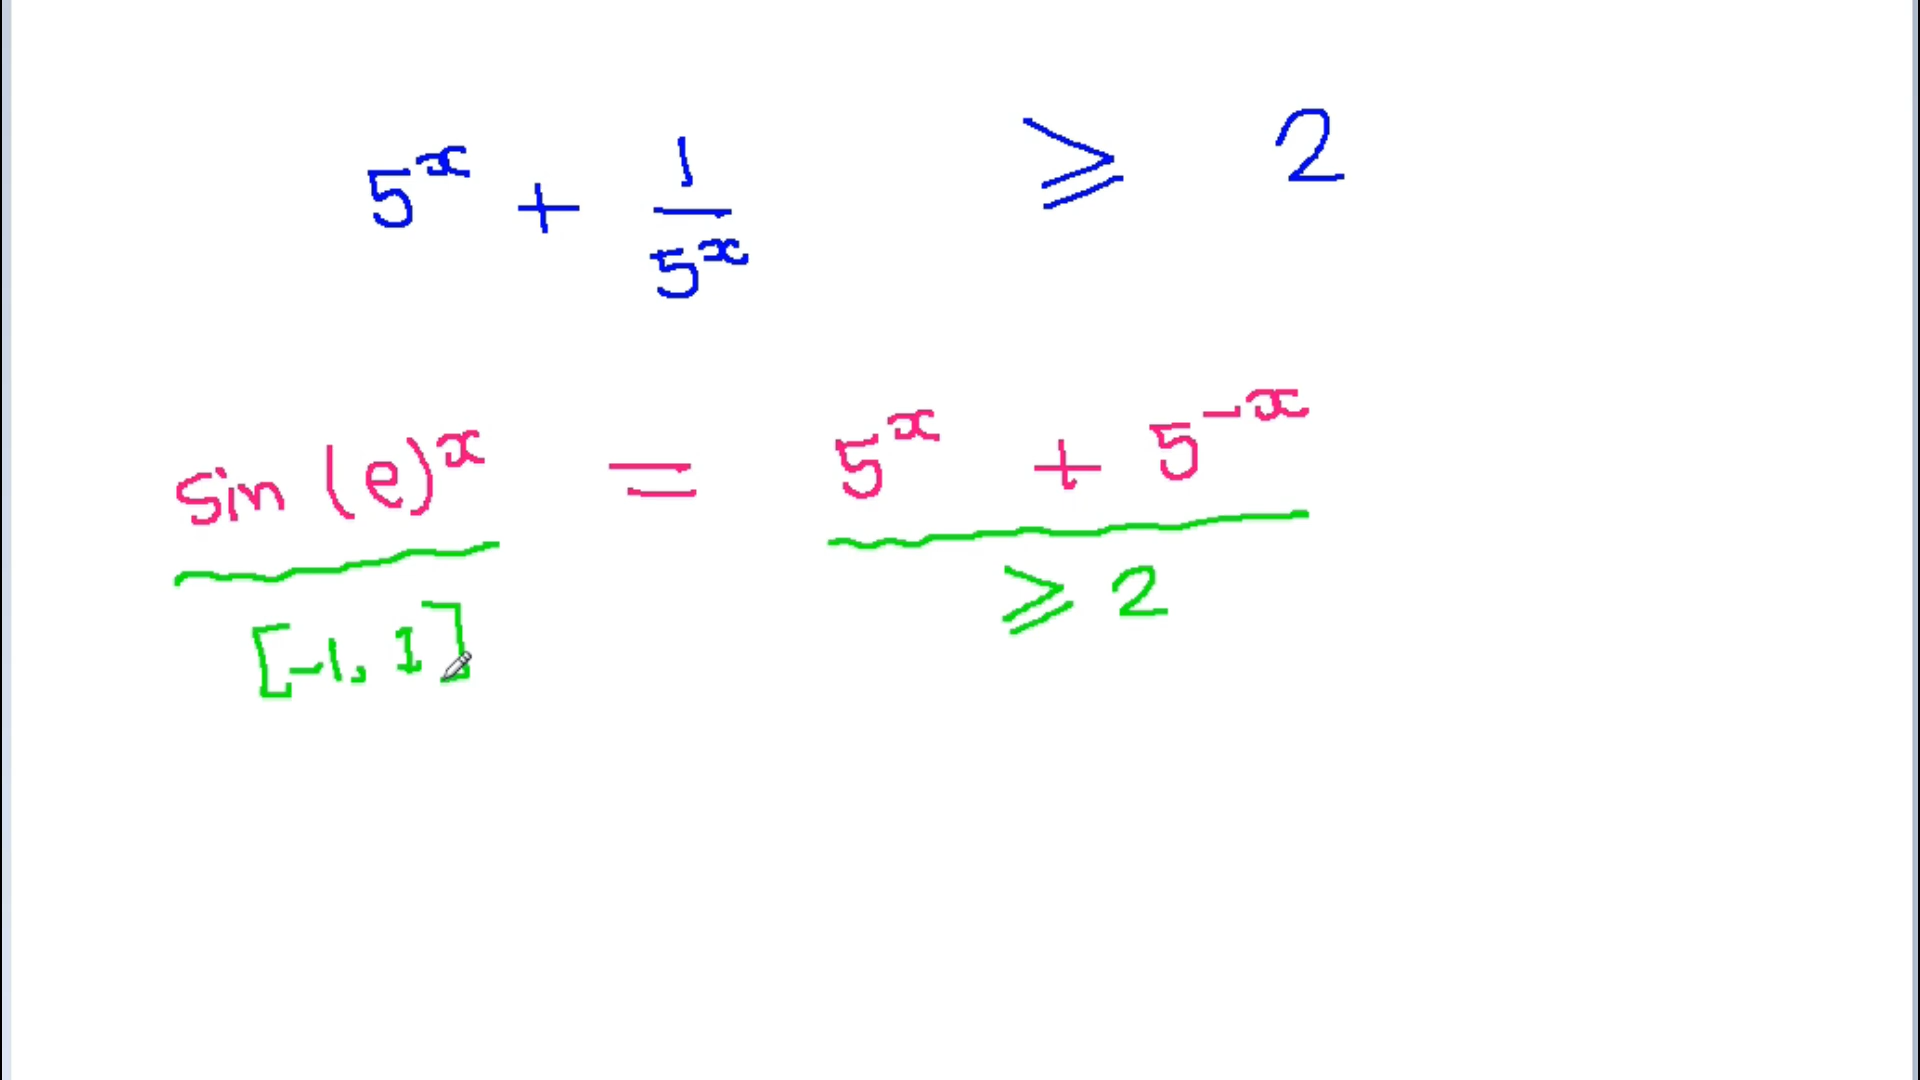 5^x + 1/5^x ⩾ 2
sin (e)^x = 5^x + 5^-x
[-1, 1] ⩾ 2